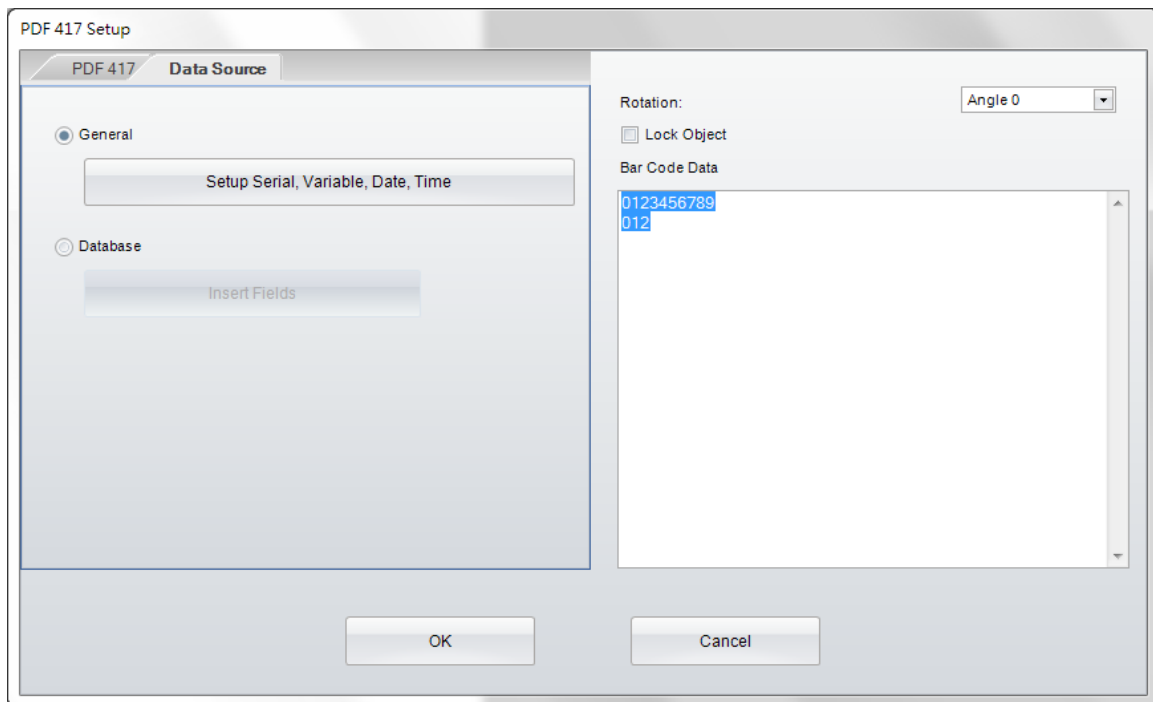 PDF 417 Setup
PDF 417 Data Source
General
Setup Serial, Variable, Date, Time
Database
Insert Fields
Rotation: Angle 0
Lock Object
Bar Code Data
0123456789
012
OK Cancel